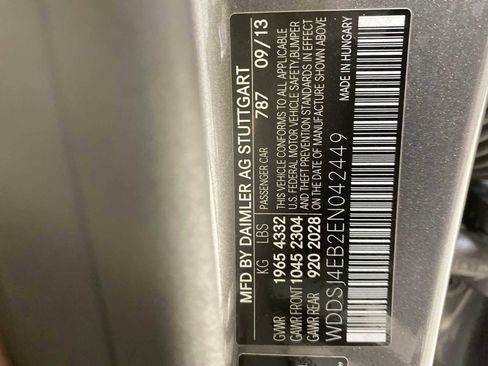 MFD BY DAIMLER AG STUTTGART
KG LBS PASSENGER CAR 787 09/13
GVWR 1965 4332 THIS VEHICLE CONFORMS TO ALL APPLICABLE
GAWR FRONT 1045 2304 U.S. FEDERAL MOTOR VEHICLE SAFETY, BUMPER
GAWR REAR 920 2028 AND THEFT PREVENTION STANDARDS IN EFFECT
ON THE DATE OF MANUFACTURE SHOWN ABOVE
MADE IN HUNGARY
WDDSJ4EB2EN042449